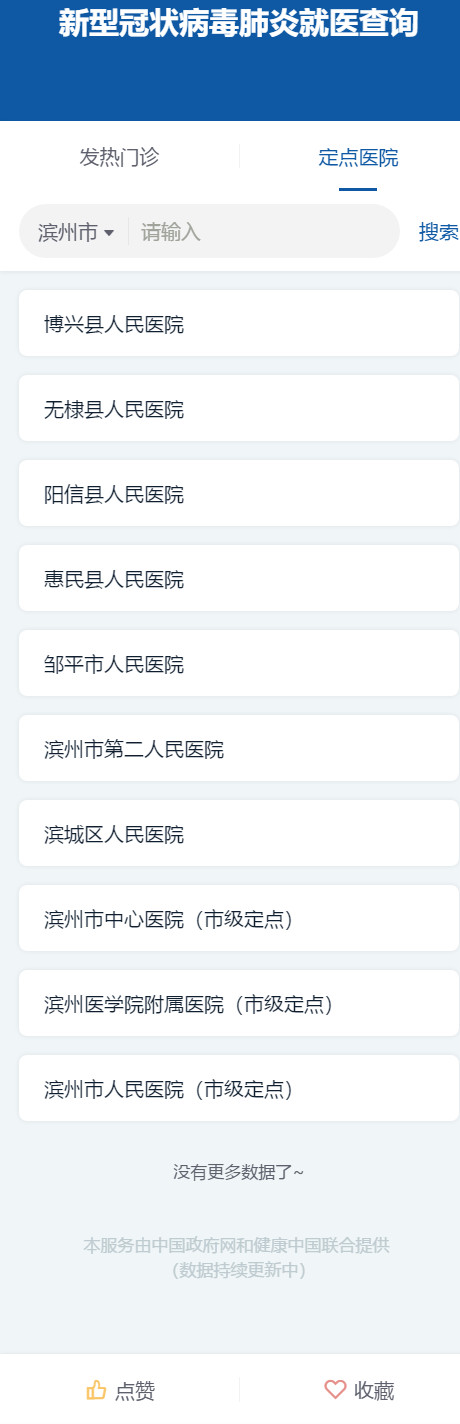 新型冠状病毒肺炎就医查询
发热门诊 定点医院
滨州市 请输入 搜索
博兴县人民医院
无棣县人民医院
阳信县人民医院
惠民县人民医院
邹平市人民医院
滨州市第二人民医院
滨城区人民医院
滨州市中心医院（市级定点）
滨州医学院附属医院（市级定点）
滨州市人民医院（市级定点）
没有更多数据了~
本服务由中国政府网和健康中国联合提供
（数据持续更新中）
点赞 收藏